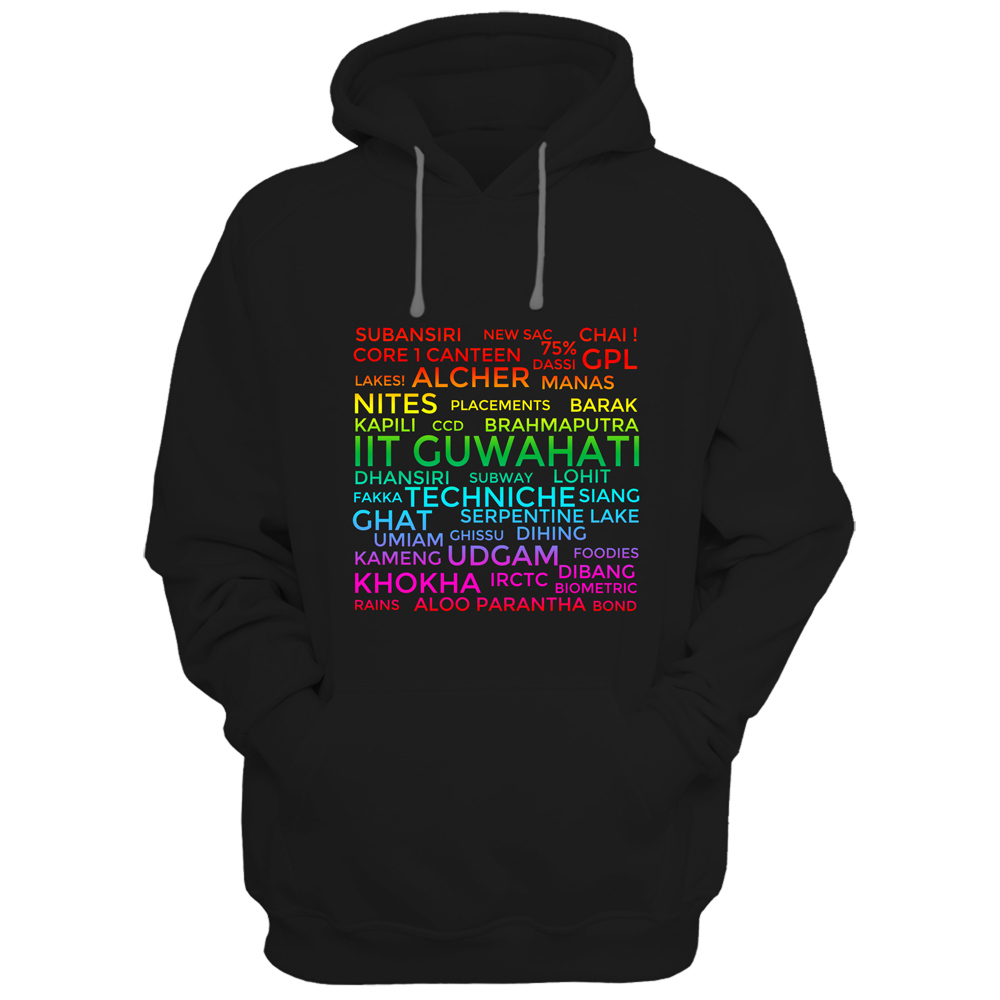 SUBANSIRI NEW SAC CHAI !
CORE 1 CANTEEN 75% DASSI GPL
LAKES! ALCHER MANAS
NITES PLACEMENTS BARAK
KAPILI CCD BRAHMAPUTRA
IIT GUWAHATI
DHANSIRI SUBWAY LOHIT
FAKKA TECHNICHE SIANG
GHAT SERPENTINE LAKE
UMIAM GHISSU DIHING
KAMENG UDGAM FOODIES
KHOKHA IRCTC DIBANG
BIOMETRIC
RAINS ALOO PARANTHA BOND